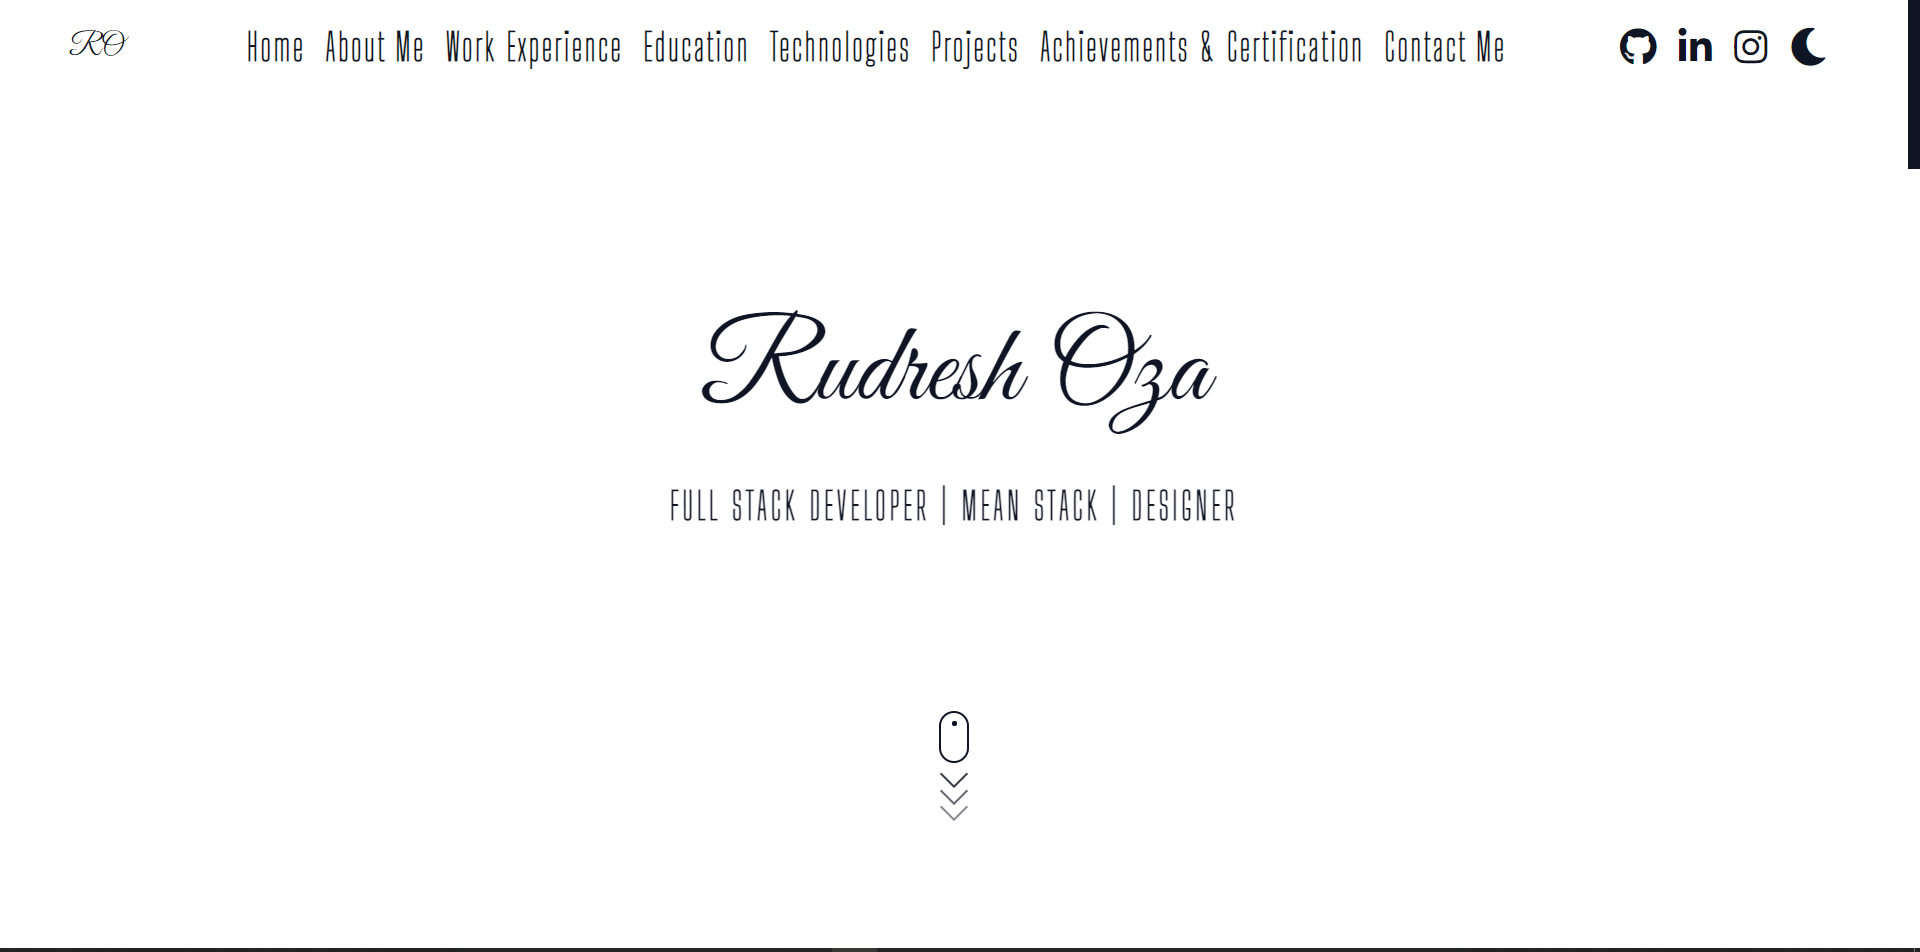 RO
Home About Me Work Experience Education Technologies Projects Achievements & Certification Contact Me
in
Rudresh Oza
FULL STACK DEVELOPER | MEAN STACK | DESIGNER